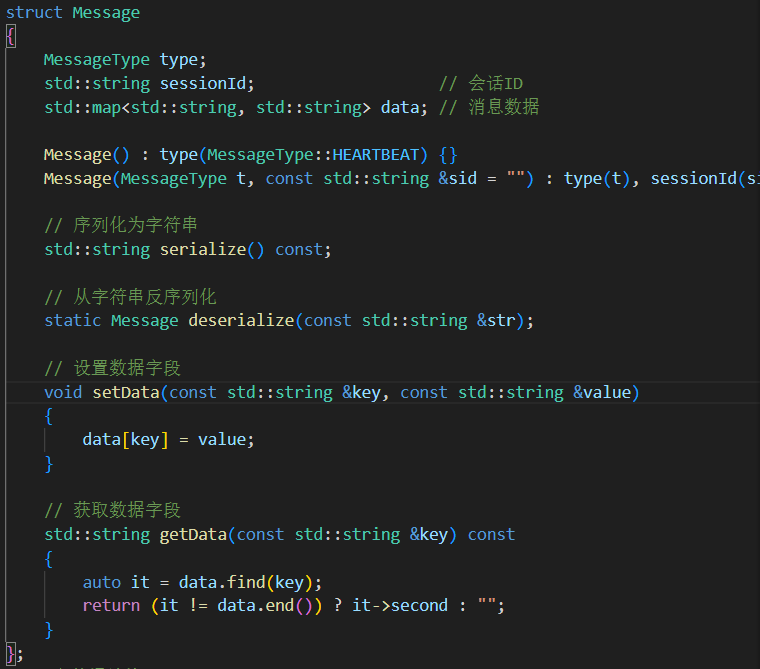 struct Message
{
MessageType type;
std::string sessionId; // 会话ID
std::map<std::string, std::string> data; // 消息数据
Message() : type(MessageType::HEARTBEAT) {}
Message(MessageType t, const std::string &sid = "") : type(t), sessionId(si
// 序列化为字符串
std::string serialize() const;
// 从字符串反序列化
static Message deserialize(const std::string &str);
// 设置数据字段
void setData(const std::string &key, const std::string &value)
{
data[key] = value;
}
// 获取数据字段
std::string getData(const std::string &key) const
{
auto it = data.find(key);
return (it != data.end()) ? it->second : "";
}
};